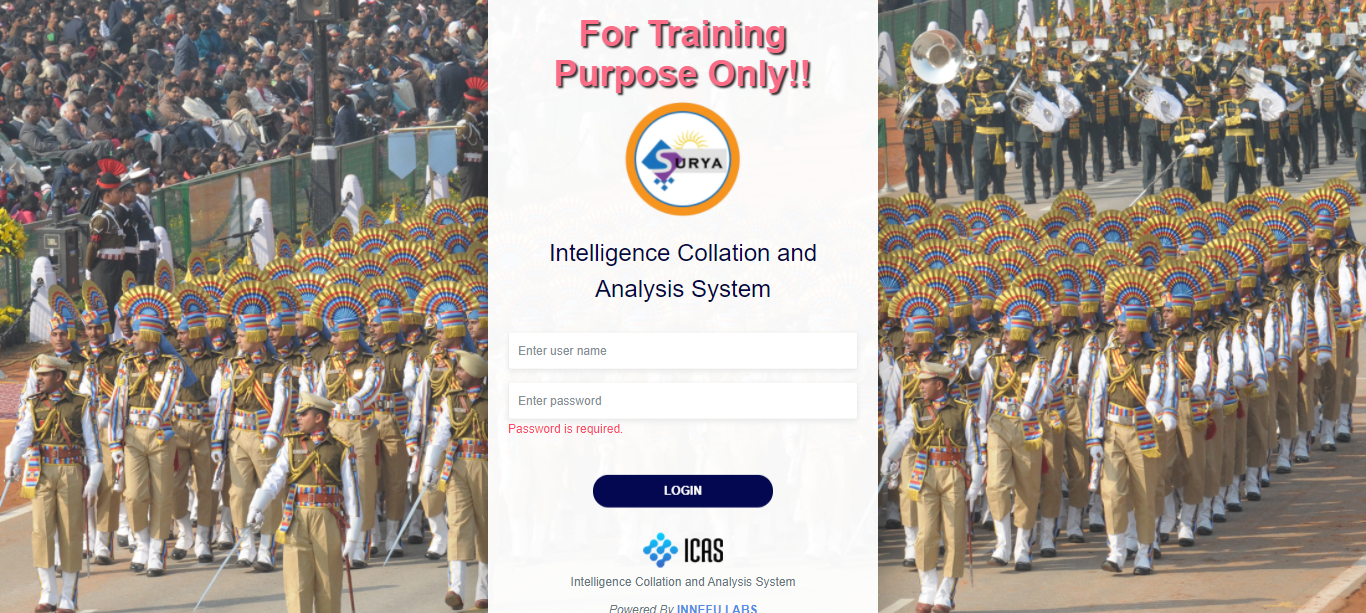 For Training
Purpose Only!!
SURYA
Intelligence Collation and
Analysis System
Enter user name
Enter password
Password is required.
LOGIN
ICAS
Intelligence Collation and Analysis System
Powered By INNEFU LABS